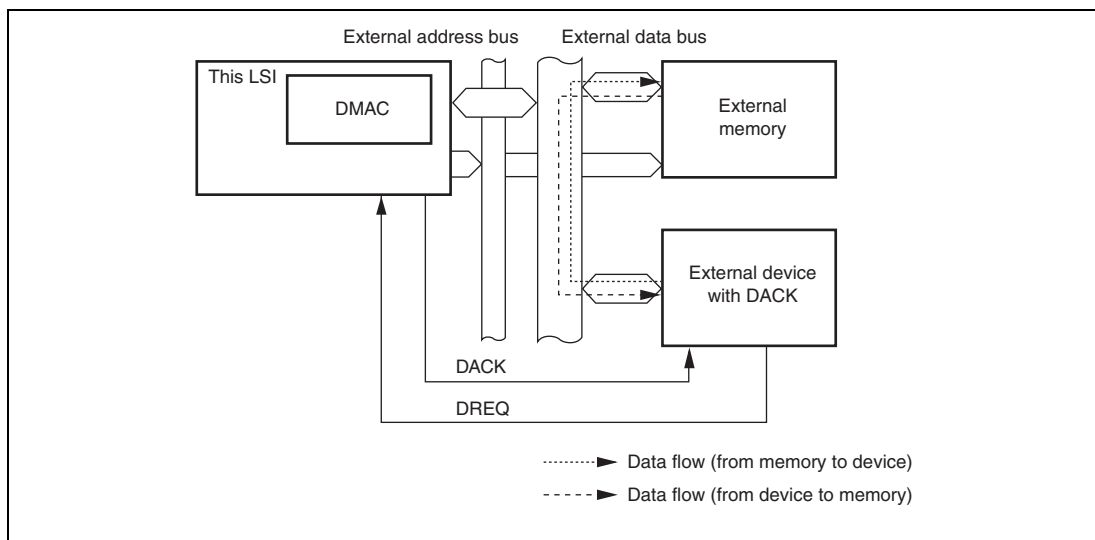 External address bus
External data bus
This LSI
DMAC
External
memory
External device
with DACK
DACK
DREQ
Data flow (from memory to device)
Data flow (from device to memory)